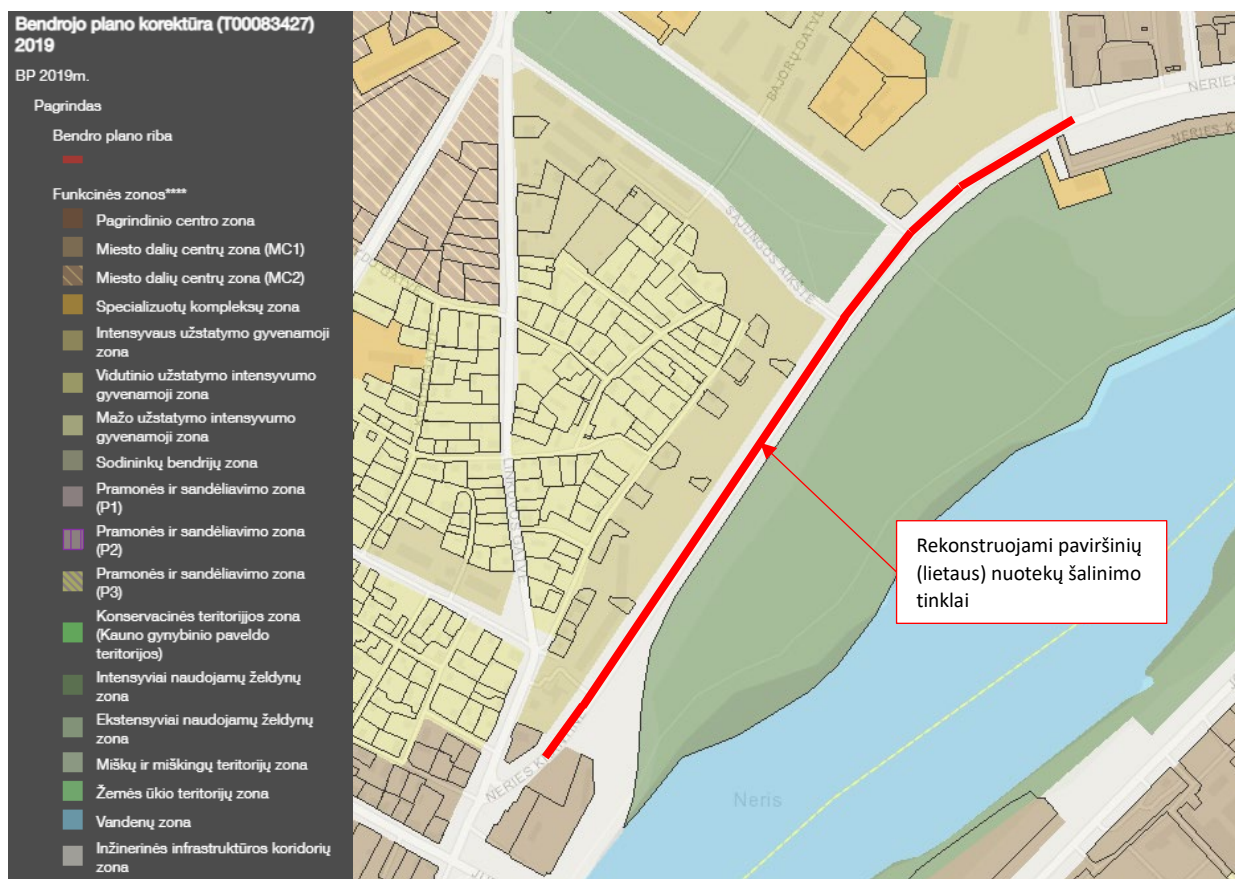 Bendrojo plano korektūra (T00083427)
2019
BP 2019m.
Pagrindas
Bendro plano riba
Funkcinės zonos****
Pagrindinio centro zona
Miesto dalių centrų zona (MC1)
Miesto dalių centrų zona (MC2)
Specializuotų kompleksų zona
Intensyvaus užstatymo gyvenamoji
zona
Vidutinio užstatymo intensyvumo
gyvenamoji zona
Mažo užstatymo intensyvumo
gyvenamoji zona
Sodininkų bendrijų zona
Pramonės ir sandėliavimo zona
(P1)
Pramonės ir sandėliavimo zona
(P2)
Pramonės ir sandėliavimo zona
(P3)
Konservacinės teritorijjos zona
(Kauno gynybinio paveldo
teritorijos)
Intensyviai naudojamų želdynų
zona
Ekstensyviai naudojamų želdynų
zona
Miškų ir miškingų teritorijų zona
Žemės ūkio teritorijų zona
Vandenų zona
Inžinerinės infrastruktūros koridorių
zona
BAJORŲ GATVĖ
NERIES
NERIES K
SĄJUNGOS AIKŠTĖ
GATVĖ
LINKUVOS GATVĖ
NERIES K
Neris
Rekonstruojami paviršinių
(lietaus) nuotekų šalinimo
tinklai